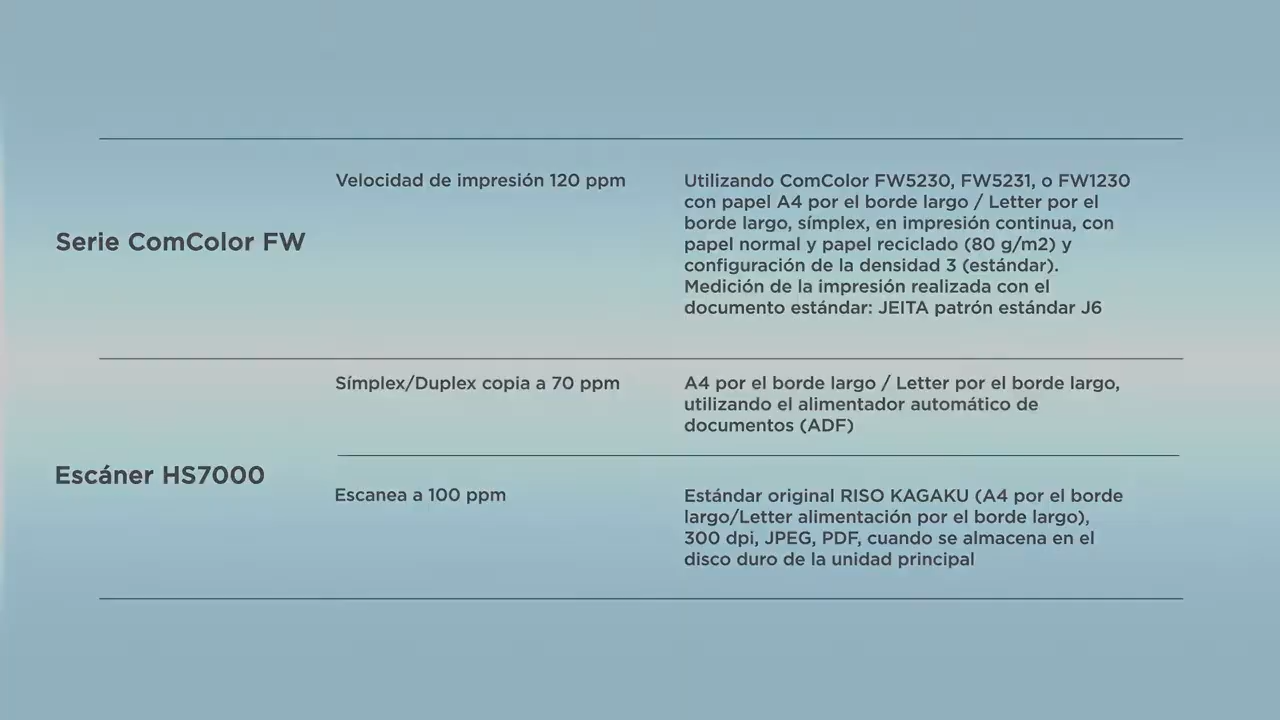 Serie ComColor FW
Velocidad de impresión 120 ppm
Utilizando ComColor FW5230, FW5231, o FW1230
con papel A4 por el borde largo / Letter por el
borde largo, símplex, en impresión continua, con
papel normal y papel reciclado (80 g/m2) y
configuración de la densidad 3 (estándar).
Medición de la impresión realizada con el
documento estándar: JEITA patrón estándar J6
Escáner HS7000
Símplex/Duplex copia a 70 ppm
A4 por el borde largo / Letter por el borde largo,
utilizando el alimentador automático de
documentos (ADF)
Escanea a 100 ppm
Estándar original RISO KAGAKU (A4 por el borde
largo/Letter alimentación por el borde largo),
300 dpi, JPEG, PDF, cuando se almacena en el
disco duro de la unidad principal